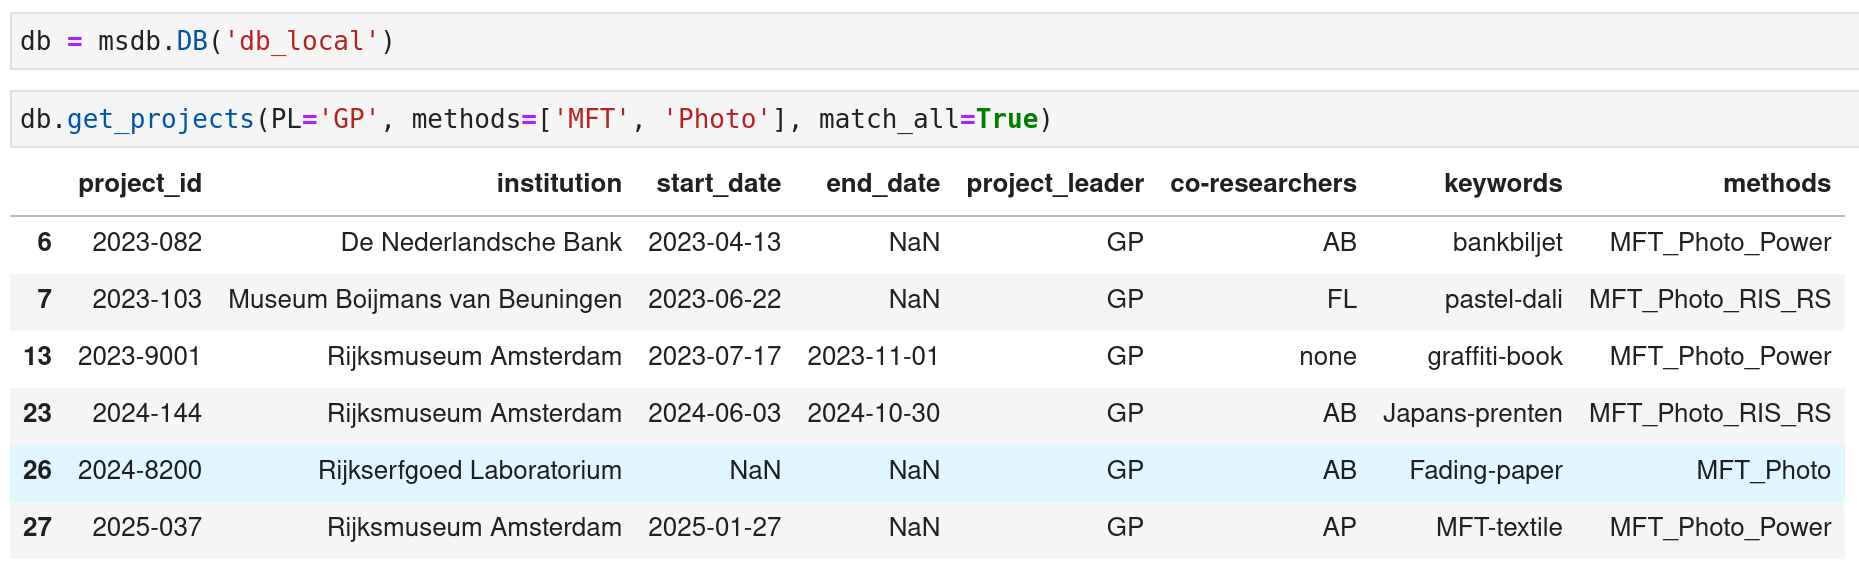 db = msdb.DB('db_local')
db.get_projects(PL='GP', methods=['MFT', 'Photo'], match_all=True)
project_id institution start_date end_date project_leader co-researchers keywords methods
6 2023-082 De Nederlandsche Bank 2023-04-13 NaN GP AB bankbiljet MFT_Photo_Power
7 2023-103 Museum Boijmans van Beuningen 2023-06-22 NaN GP FL pastel-dali MFT_Photo_RIS_RS
13 2023-9001 Rijksmuseum Amsterdam 2023-07-17 2023-11-01 GP none graffiti-book MFT_Photo_Power
23 2024-144 Rijksmuseum Amsterdam 2024-06-03 2024-10-30 GP AB Japans-prenten MFT_Photo_RIS_RS
26 2024-8200 Rijkserfgoed Laboratorium NaN NaN GP AB Fading-paper MFT_Photo
27 2025-037 Rijksmuseum Amsterdam 2025-01-27 NaN GP AP MFT-textile MFT_Photo_Power